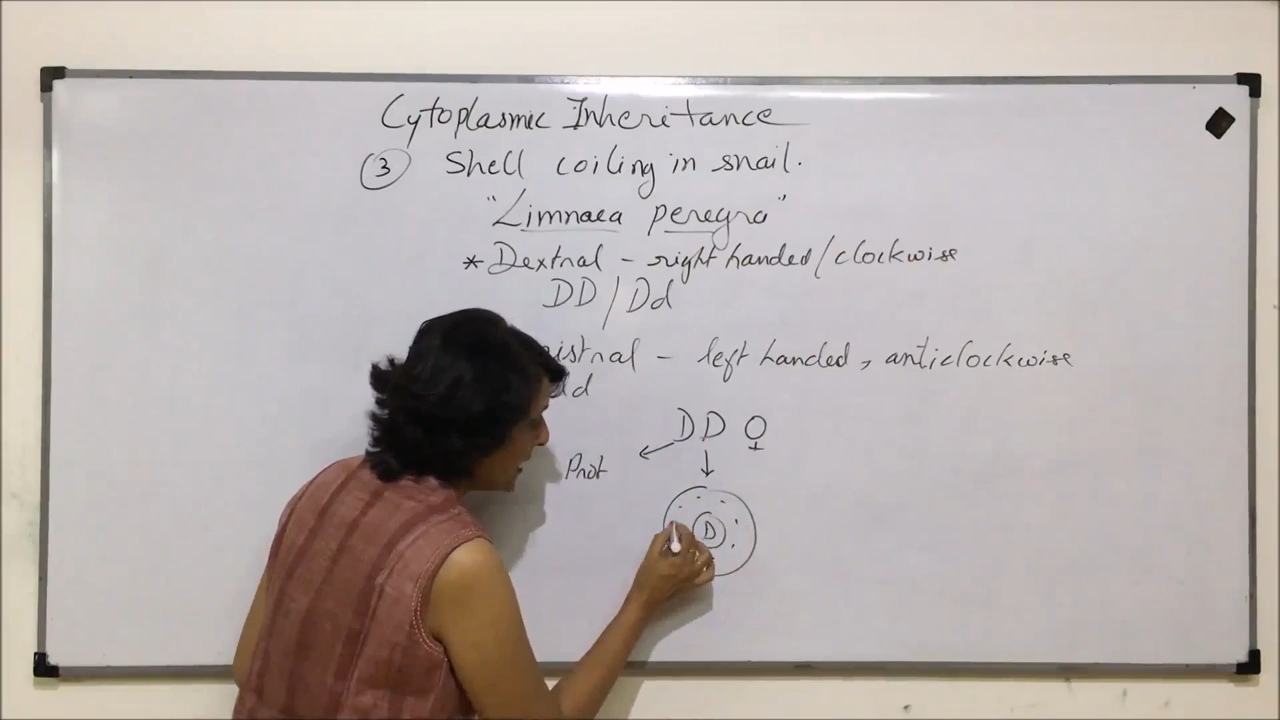 Cytoplasmic Inheritance
3 Shell coiling in snail.
"Limnaea peregra"
*Dextral - right handed/clockwise
DD/Dd
istral - left handed, anticlockwise
dd
DD ♀
Prot
D